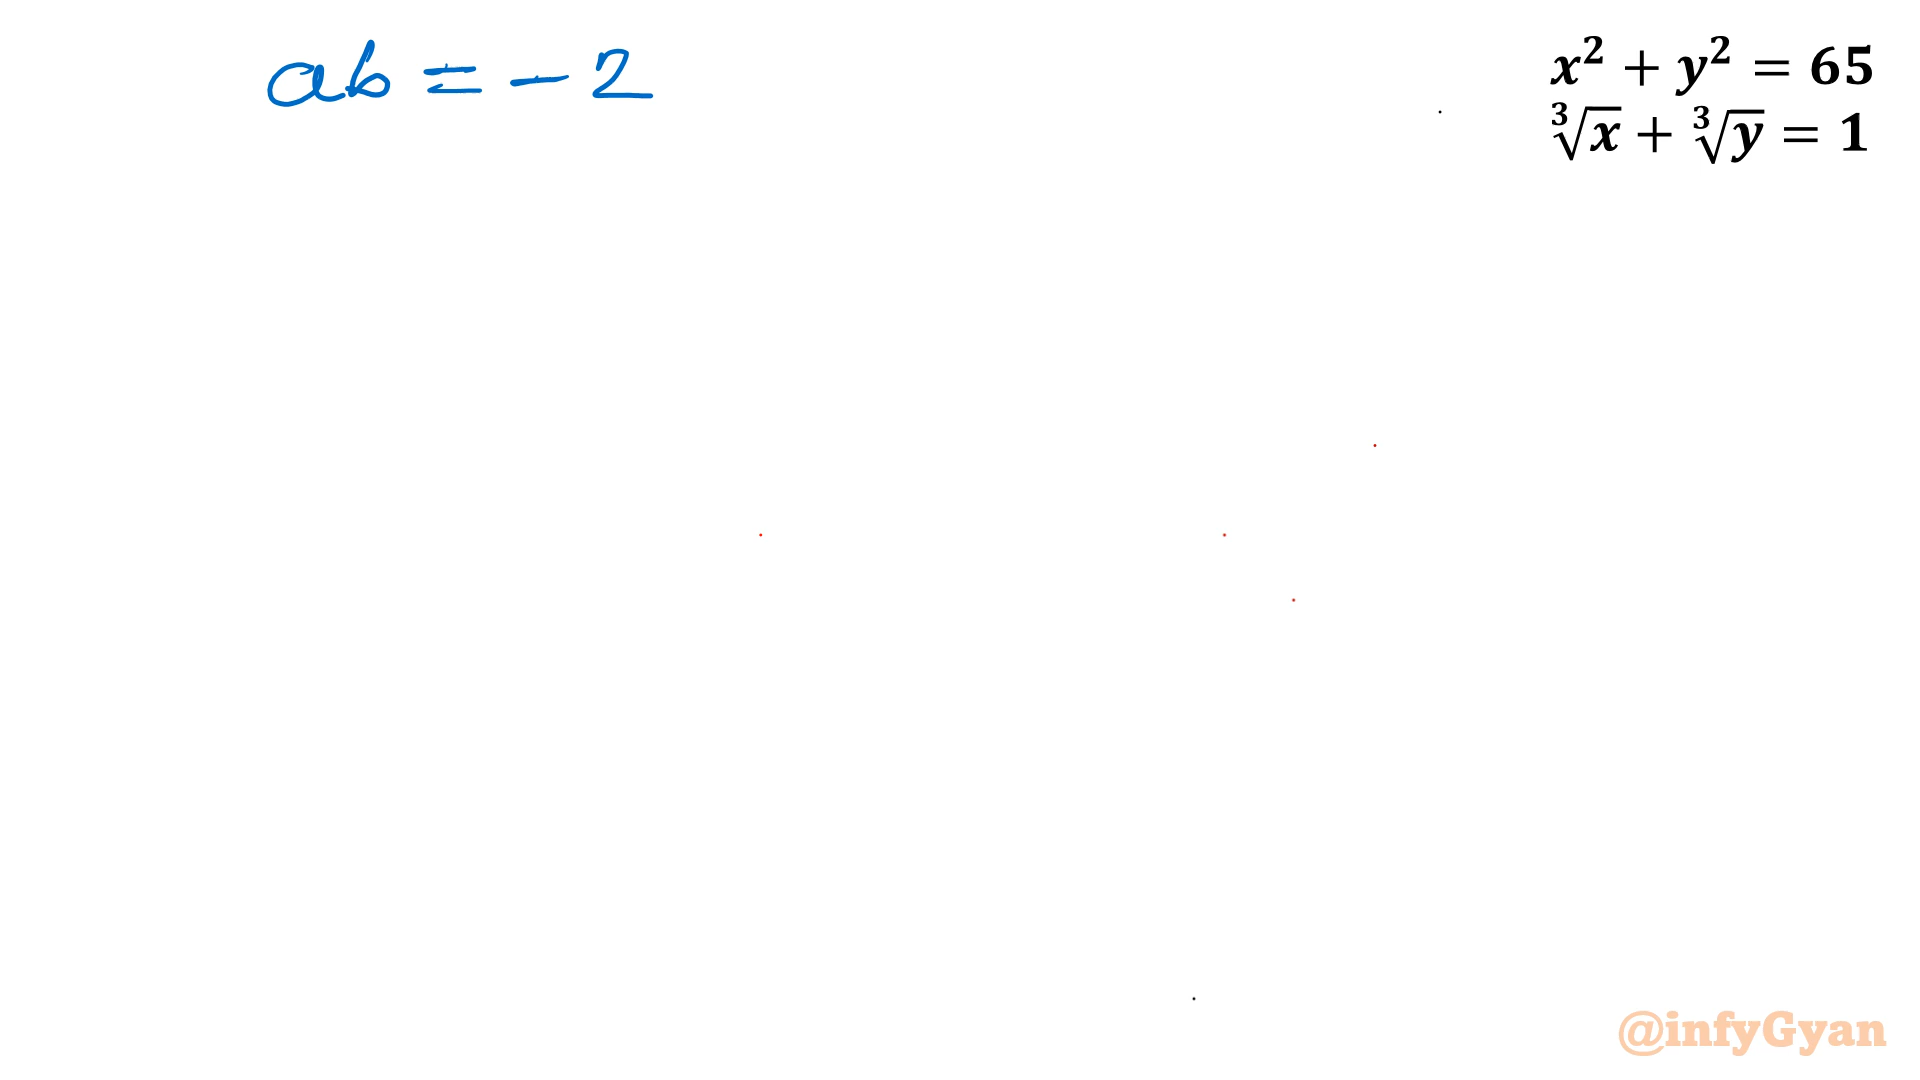 ab = - 2
x² + y² = 65
∛x + ∛y = 1
@infyGyan